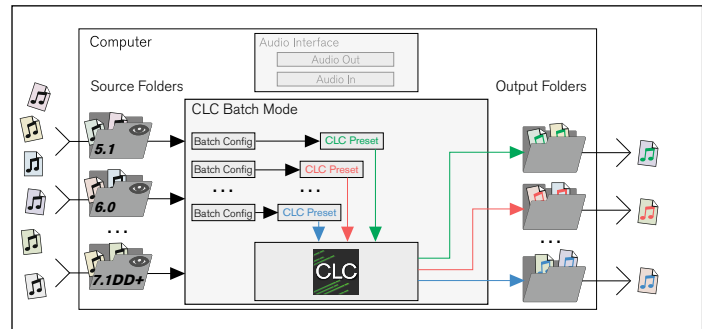 Computer
Audio Interface
Audio Out
Audio In
Source Folders
Output Folders
CLC Batch Mode
5.1
Batch Config
CLC Preset
Batch Config
CLC Preset
... ...
6.0
Batch Config
CLC Preset
...
...
7.1DD+
CLC